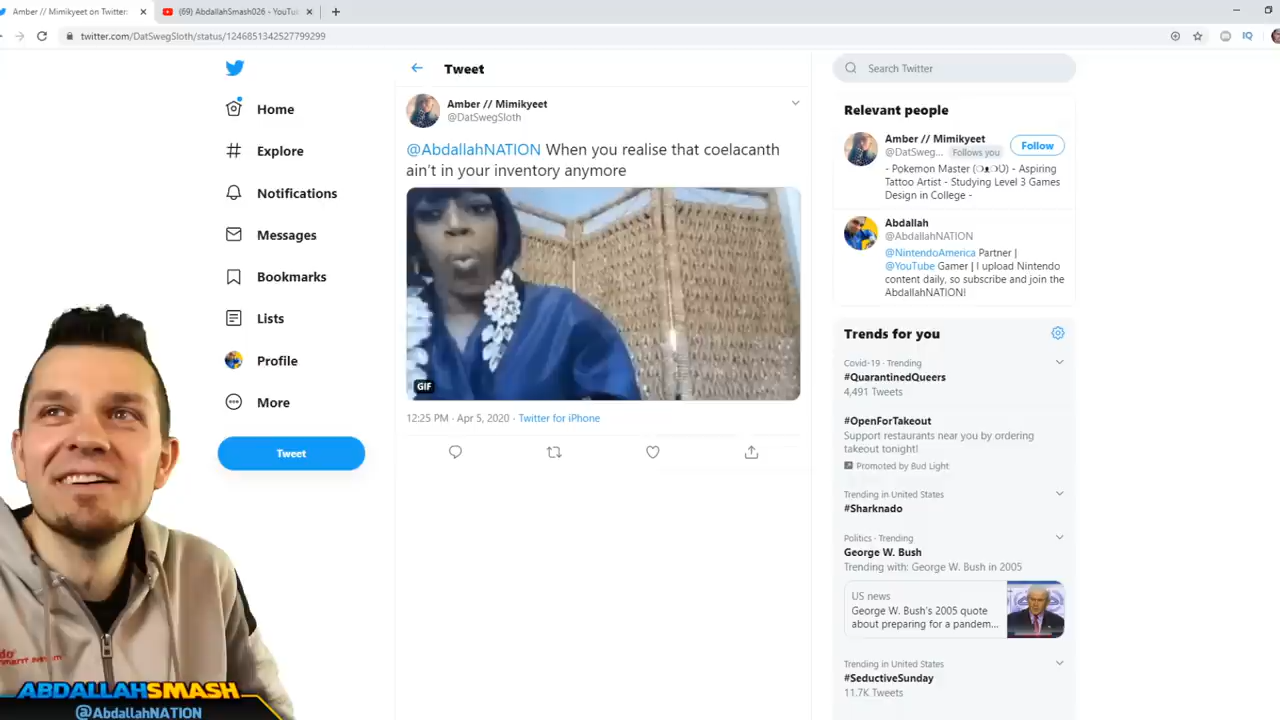 Amber // Mimikyeet on Twitter:
(69) AbdallahSmash026 - YouTu
twitter.com/DatSwegSloth/status/1246851342527799299
IQ
Home
Explore
Notifications
Messages
Bookmarks
Lists
Profile
More
Tweet
Tweet
Amber // Mimikyeet
@DatSwegSloth
@AbdallahNATION When you realise that coelacanth
ain't in your inventory anymore
GIF
12:25 PM · Apr 5, 2020 · Twitter for iPhone
Search Twitter
Relevant people
Amber // Mimikyeet
@DatSweg... Follows you
Follow
- Pokemon Master - Aspiring
Tattoo Artist - Studying Level 3 Games
Design in College -
Abdallah
@AbdallahNATION
@NintendoAmerica Partner |
@YouTube Gamer | I upload Nintendo
content daily, so subscribe and join the
AbdallahNATION!
Trends for you
Covid-19 · Trending
#QuarantinedQueers
4,491 Tweets
#OpenForTakeout
Support restaurants near you by ordering
takeout tonight!
Promoted by Bud Light
Trending in United States
#Sharknado
Politics · Trending
George W. Bush
Trending with: George W. Bush in 2005
US news
George W. Bush's 2005 quote
about preparing for a pandem...
Trending in United States
#SeductiveSunday
11.7K Tweets
ABDALLAHSMASH
@AbdallahNATION